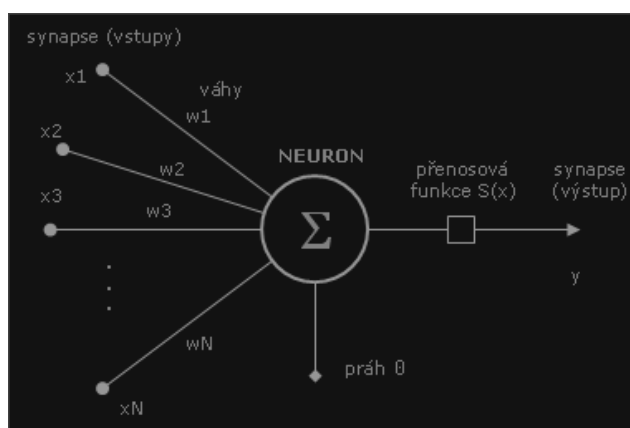 synapse (vstupy)
x1
váhy
w1
x2
w2
NEURON
přenosová
funkce S(x)
synapse
(výstup)
x3
w3
Σ
y
wN
práh θ
xN